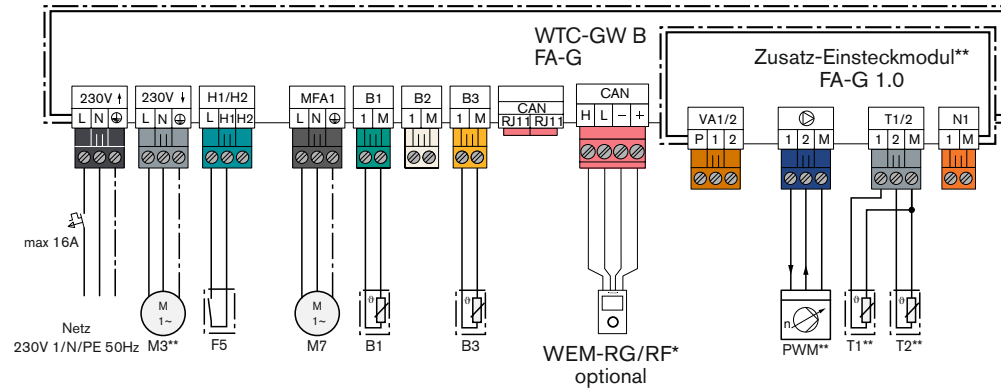 WTC-GW B
FA-G
Zusatz-Einsteckmodul**
FA-G 1.0
230V
230V
H1/H2
MFA1
B1
B2
B3
CAN
CAN
L N
L N
L H1 H2
L N
1 M
1 M
1 M
RJ11 RJ11
H L − +
VA1/2
T1/2
N1
P 1 2
1 2 M
1 2 M
1 M
max 16A
M
1~
M
1~
ϑ
ϑ
n
ϑ
ϑ
Netz
230V 1/N/PE 50Hz
M3**
F5
M7
B1
B3
WEM-RG/RF*
optional
PWM**
T1**
T2**